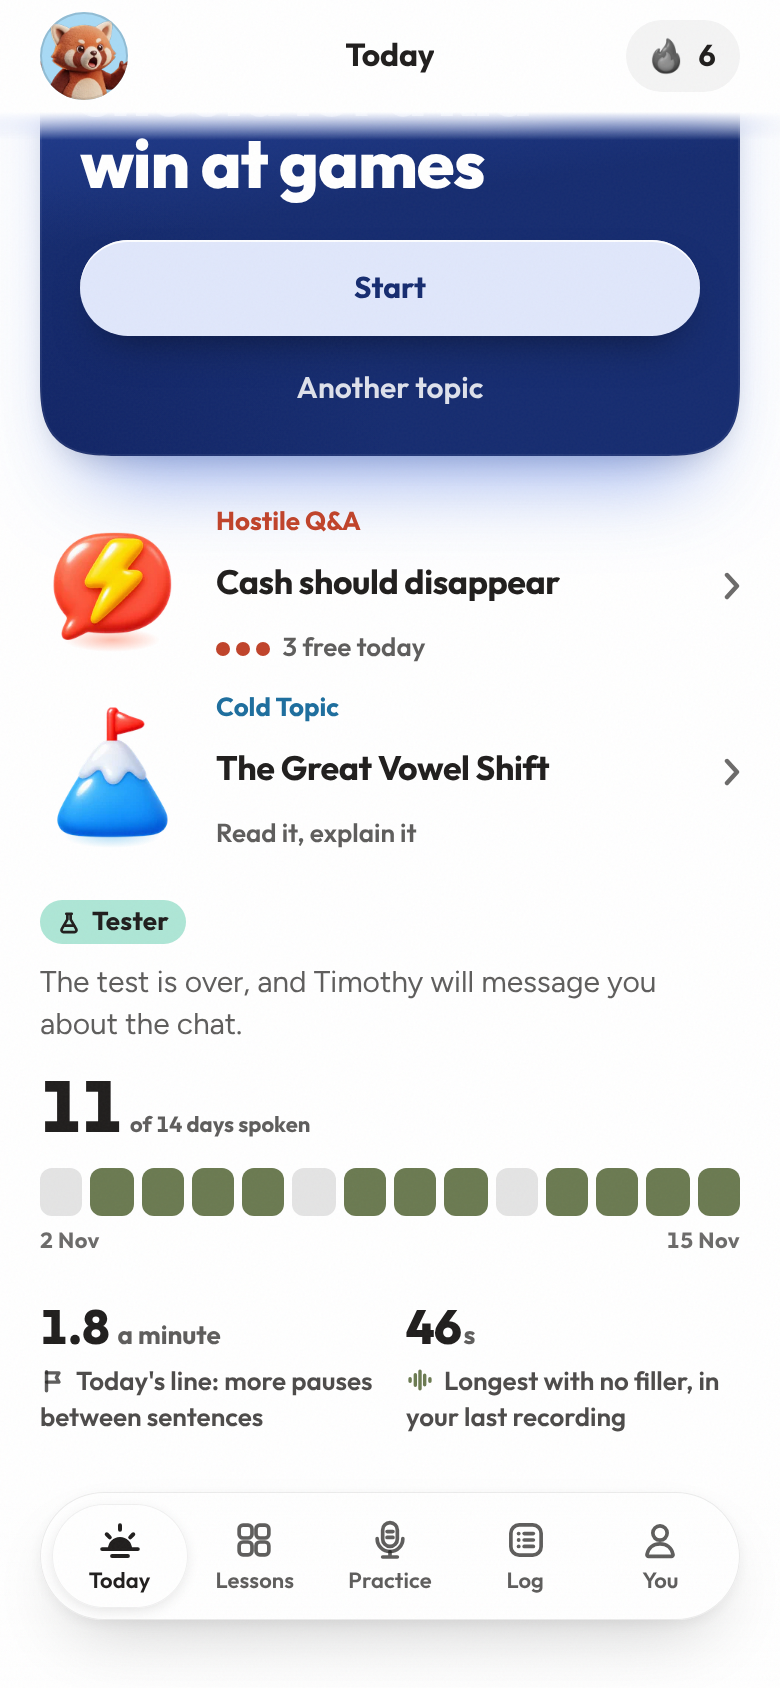 Today
6
win at games
Start
Another topic
Hostile Q&A
Cash should disappear
3 free today
Cold Topic
The Great Vowel Shift
Read it, explain it
Tester
The test is over, and Timothy will message you
about the chat.
11 of 14 days spoken
2 Nov
15 Nov
1.8 a minute
Today's line: more pauses
between sentences
46s
Longest with no filler, in
your last recording
Today
Lessons
Practice
Log
You